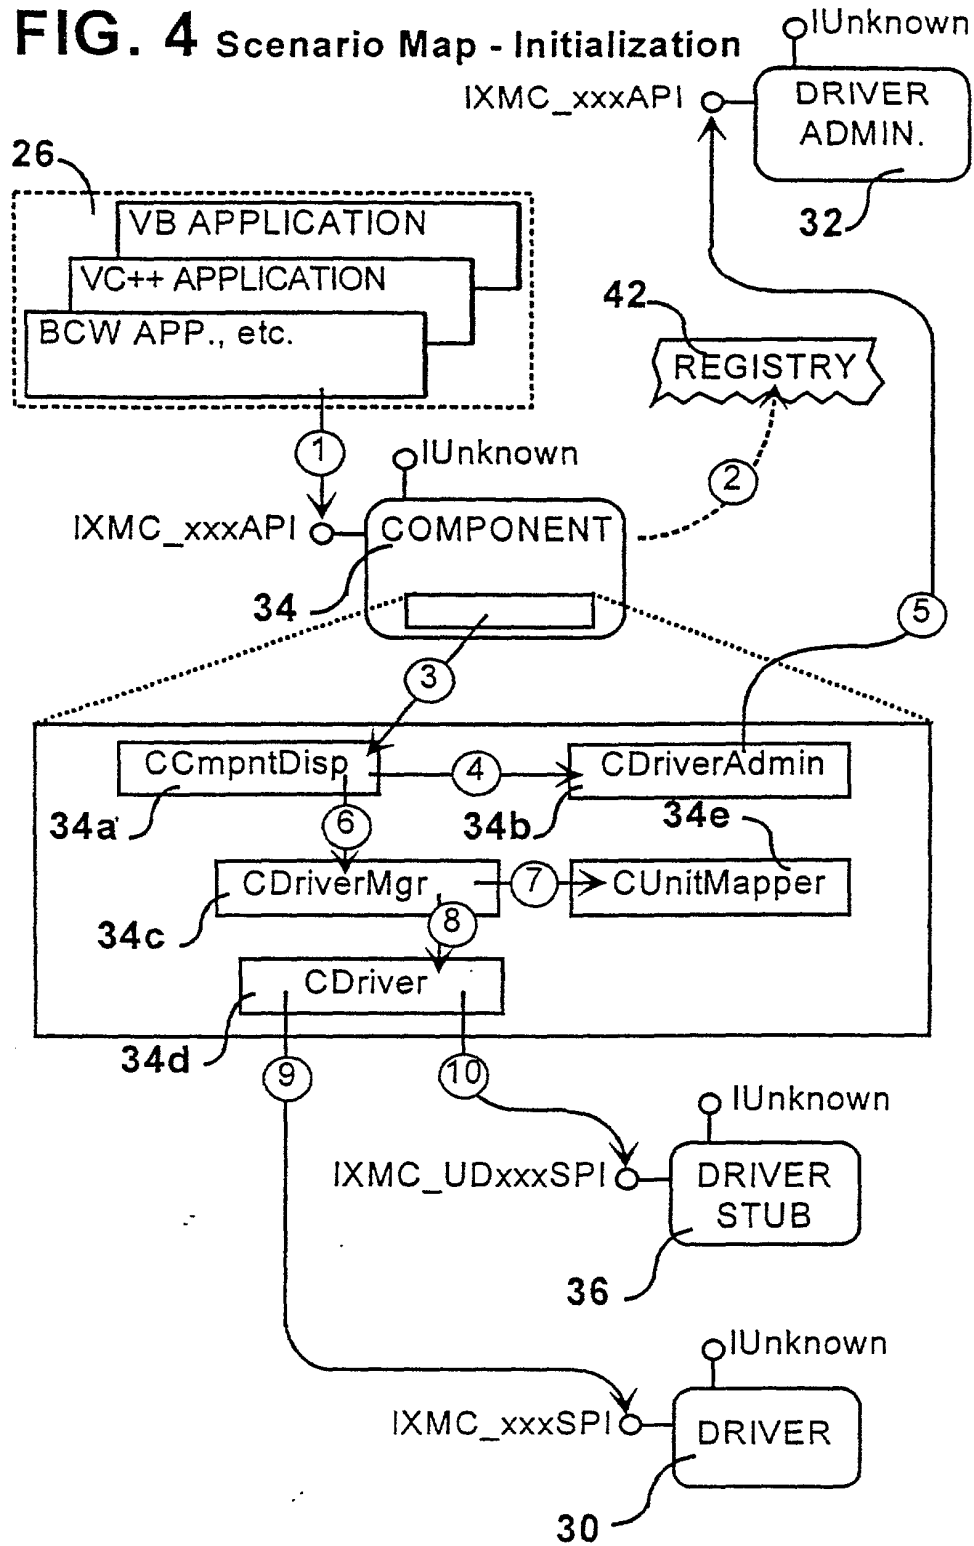 FIG. 4 Scenario Map - Initialization
IUnknown
IXMC_xxxAPI
DRIVER
ADMIN.
32
26
VB APPLICATION
VC++ APPLICATION
BCW APP., etc.
42
REGISTRY
1
IUnknown
2
IXMC_xxxAPI
COMPONENT
34
5
3
CCmpntDisp
4
CDriverAdmin
34a
6
34b
34e
CDriverMgr
7
CUnitMapper
34c
8
CDriver
34d
9
10
IUnknown
IXMC_UDxxxSPI
DRIVER
STUB
36
IUnknown
IXMC_xxxSPI
DRIVER
30